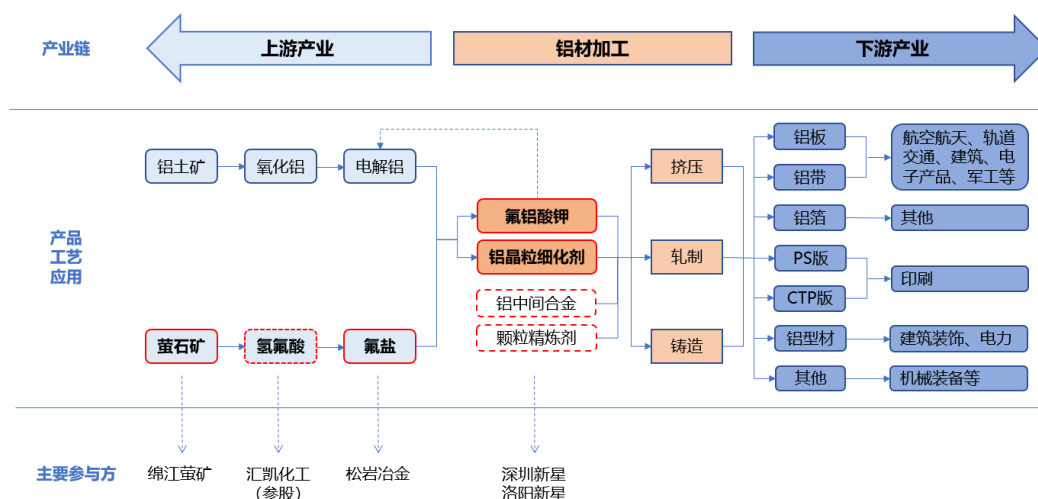 产业链
上游产业
铝材加工
下游产业
产品
工艺
应用
铝土矿
氧化铝
电解铝
萤石矿
氢氟酸
氟盐
氟铝酸钾
铝晶粒细化剂
铝中间合金
颗粒精炼剂
挤压
轧制
铸造
铝板
铝带
铝箔
PS版
CTP版
铝型材
其他
航空航天、轨道
交通、建筑、电
子产品、军工等
其他
印刷
建筑装饰、电力
机械装备等
主要参与方
绵江萤矿
汇凯化工
（参股）
松岩冶金
深圳新星
洛阳新星